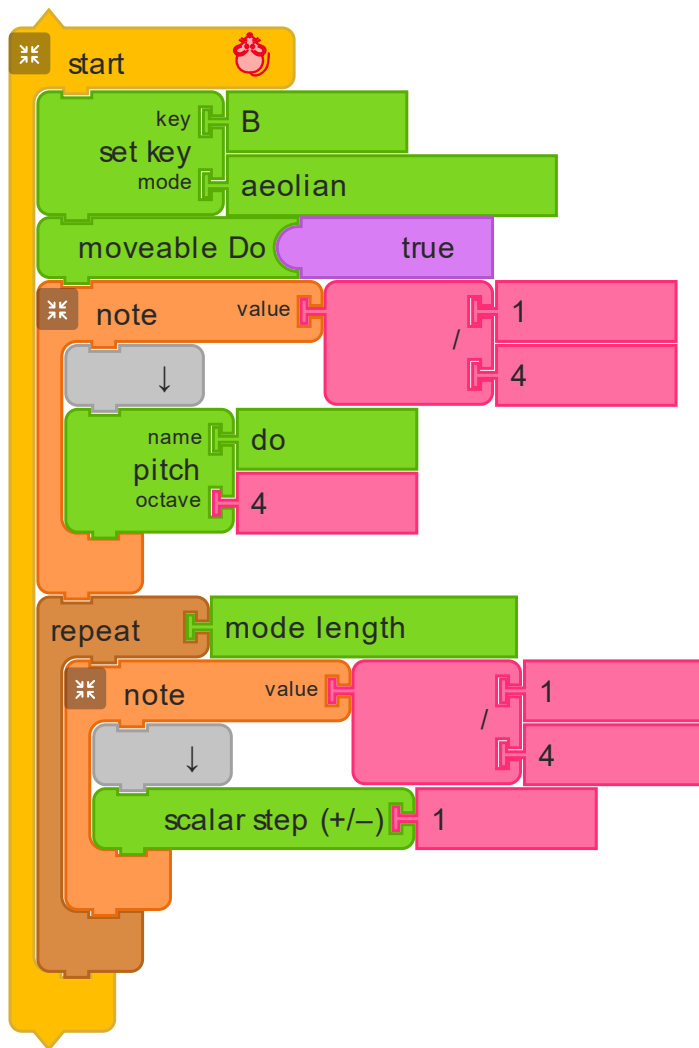 start
key B
set key
mode aeolian
moveable Do true
note value 1
/
4
↓
name do
pitch
octave 4
repeat mode length
note value 1
/
4
↓
scalar step (+/–) 1